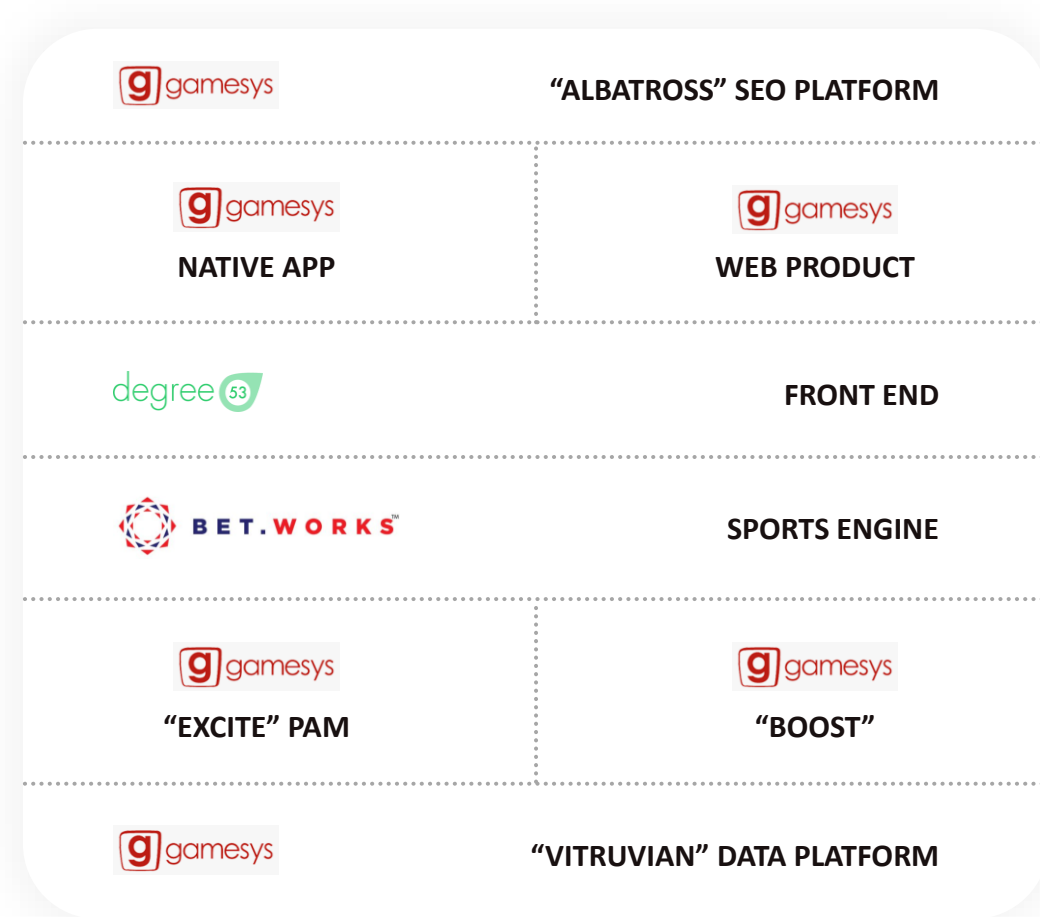 g gamesys
“ALBATROSS” SEO PLATFORM
g gamesys
g gamesys
NATIVE APP
WEB PRODUCT
degree 53
FRONT END
BET.WORKS™
SPORTS ENGINE
g gamesys
g gamesys
“EXCITE” PAM
“BOOST”
g gamesys
“VITRUVIAN” DATA PLATFORM